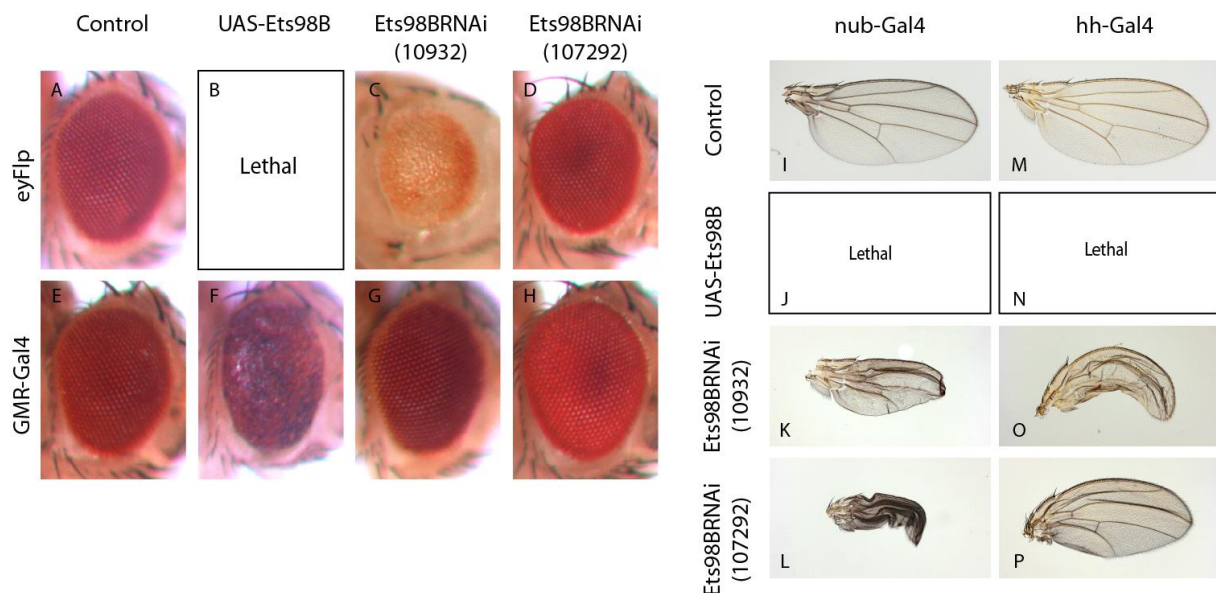 Control UAS-Ets98B Ets98BRNAi Ets98BRNAi
(10932) (107292)
eyFlp
A B C D
Lethal
GMR-Gal4
E F G H
nub-Gal4 hh-Gal4
Control
I M
UAS-Ets98B
Lethal Lethal
J N
Ets98BRNAi
(10932)
K O
Ets98BRNAi
(107292)
L P